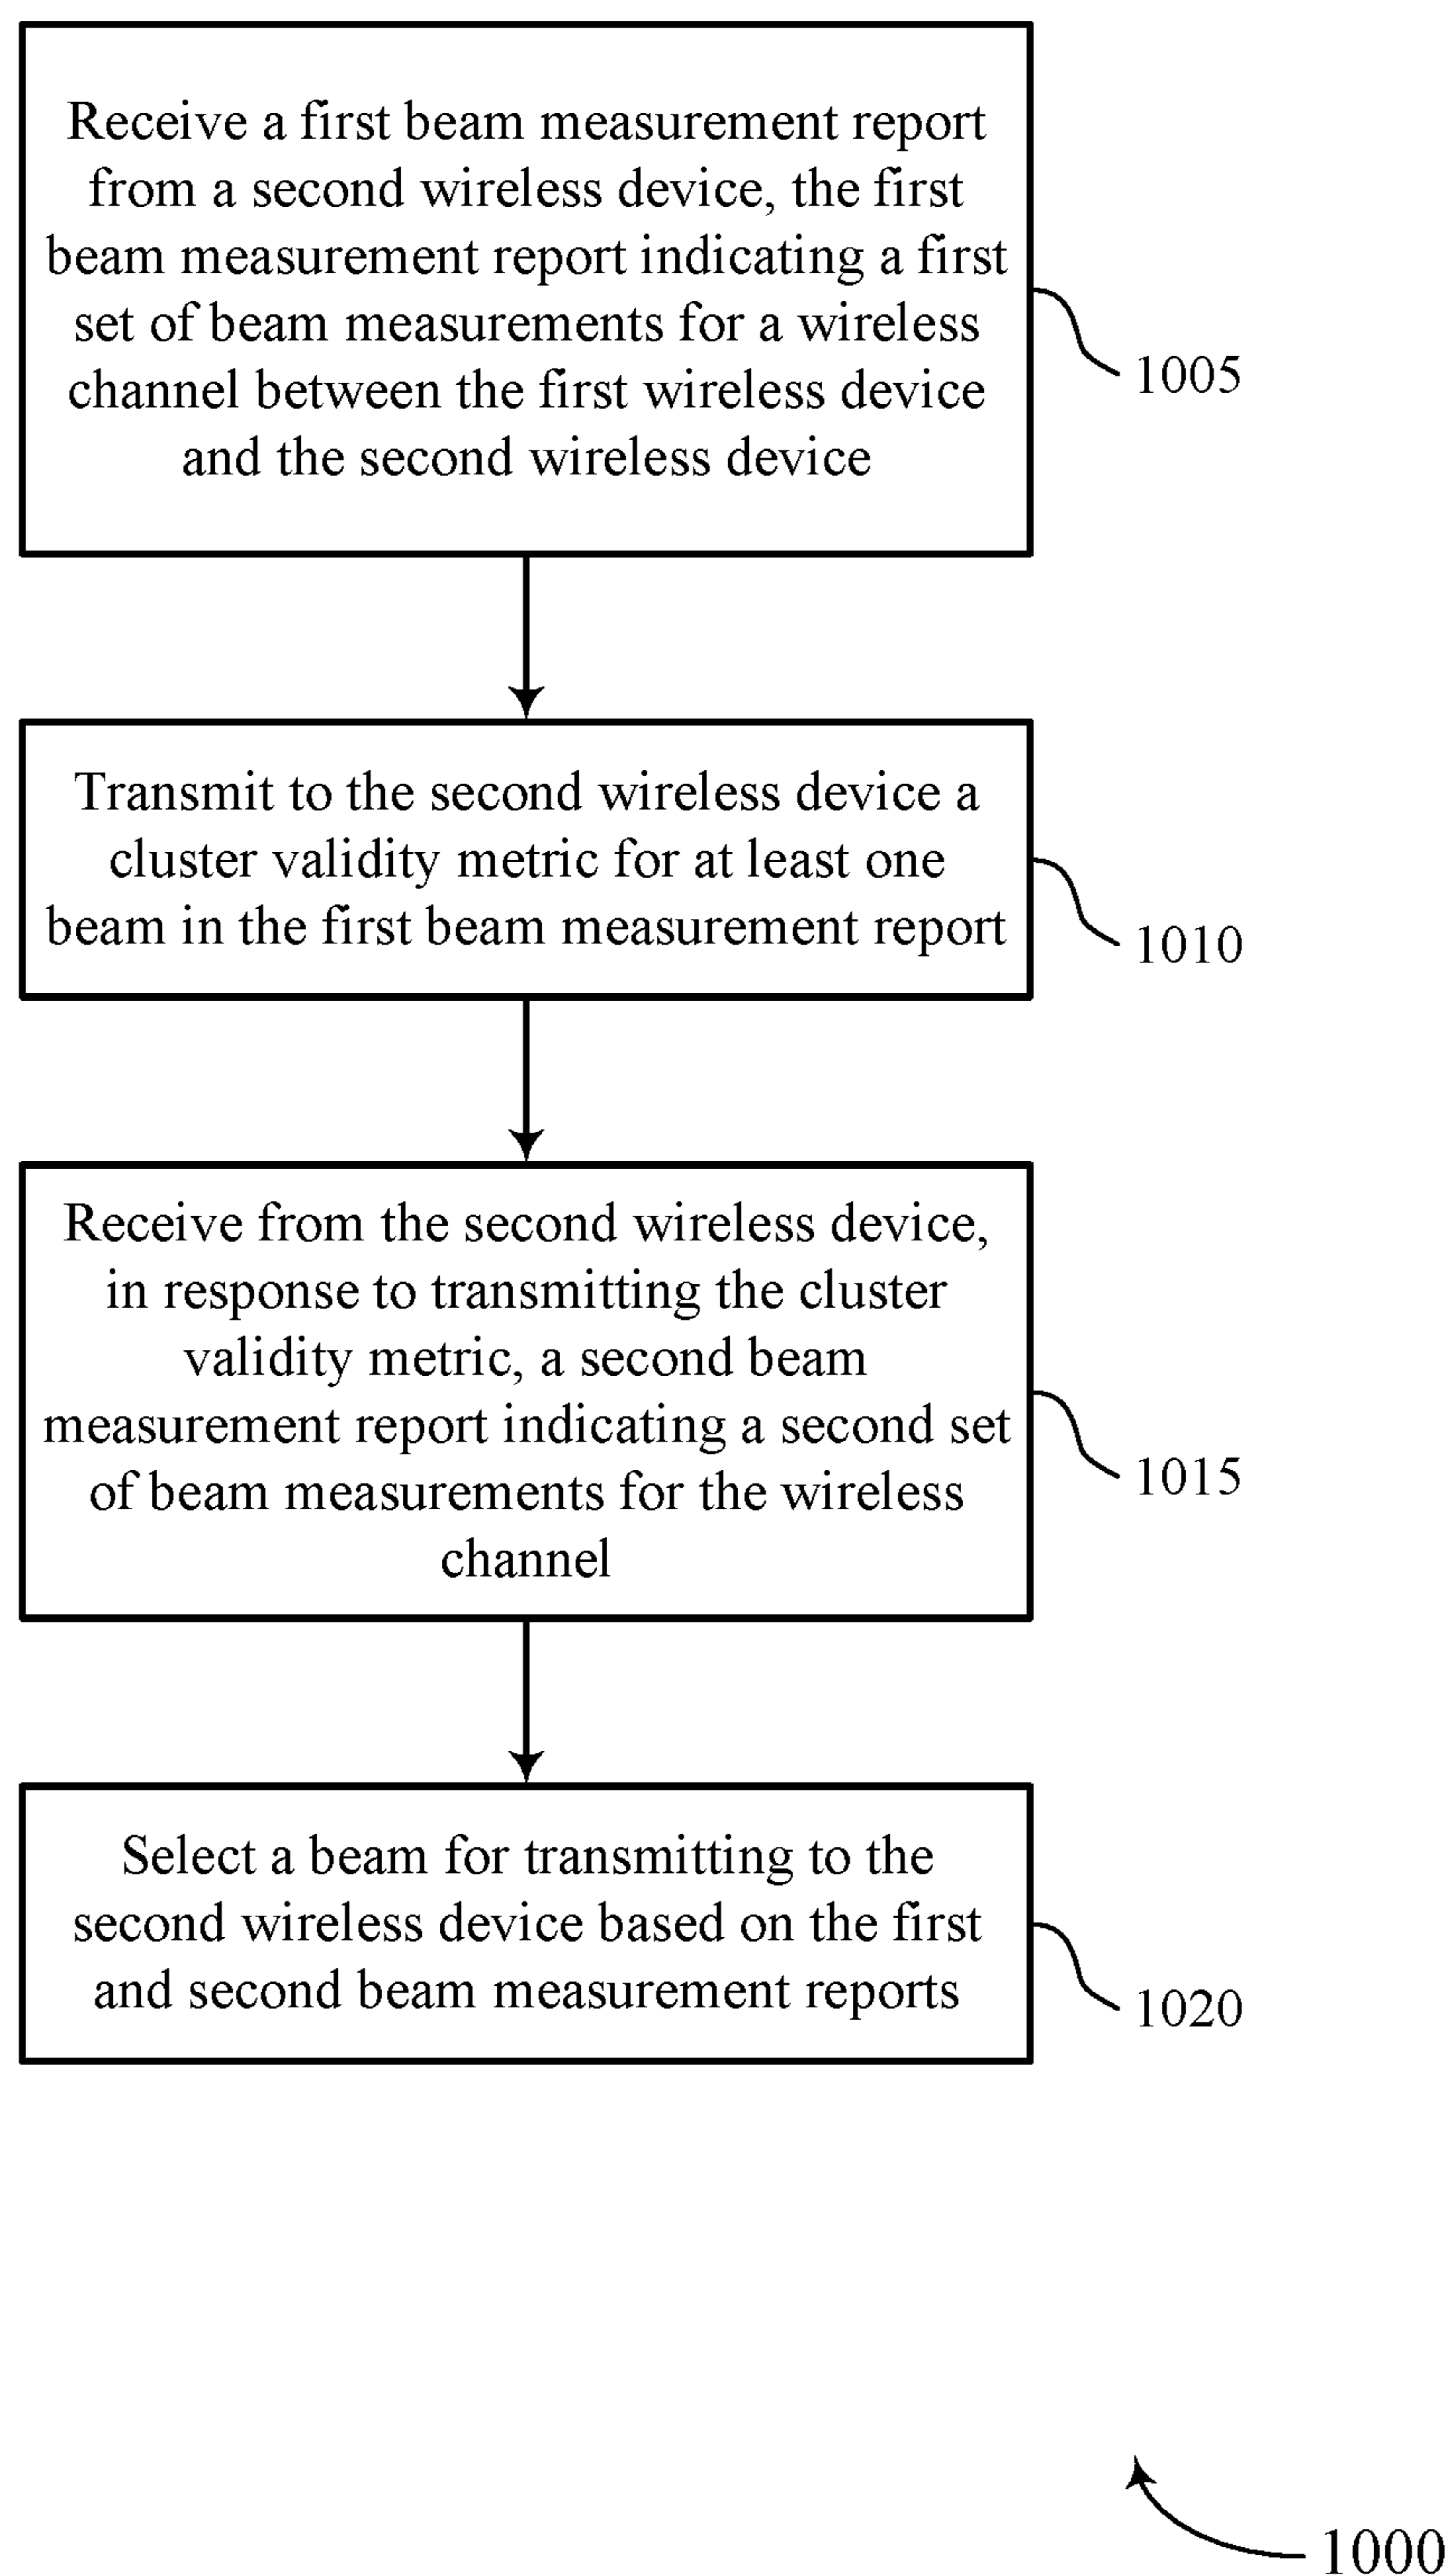 Receive a first beam measurement report
from a second wireless device, the first
beam measurement report indicating a first
set of beam measurements for a wireless
channel between the first wireless device
and the second wireless device
1005
Transmit to the second wireless device a
cluster validity metric for at least one
beam in the first beam measurement report
1010
Receive from the second wireless device,
in response to transmitting the cluster
validity metric, a second beam
measurement report indicating a second set
of beam measurements for the wireless
channel
1015
Select a beam for transmitting to the
second wireless device based on the first
and second beam measurement reports
1020
1000